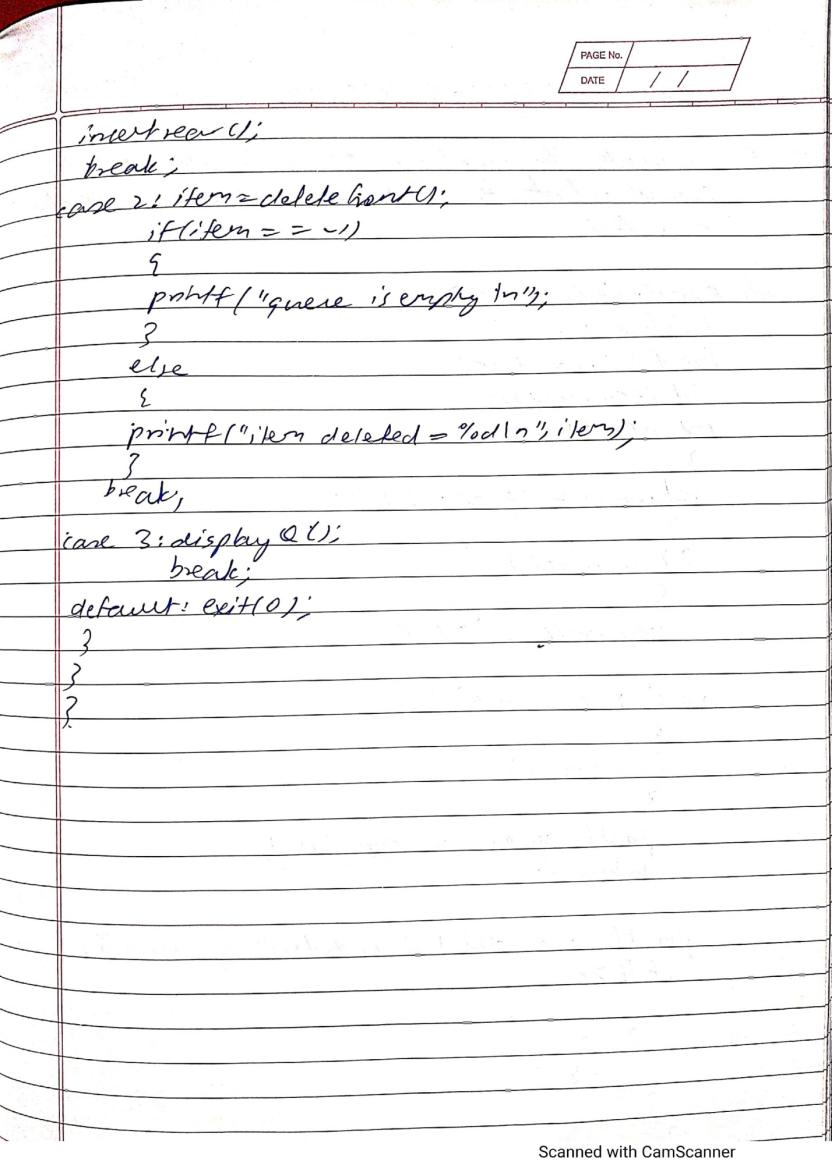 PAGE No.
DATE / /
insertrear();
break;
case 2: item=deletefront();
if(item==-1)
{
printf("queue is empty \n");
}
else
{
printf("item deleted = %d\n", item);
}
break;
case 3: displayQ();
break;
default: exit(0);
}
}
}
Scanned with CamScanner